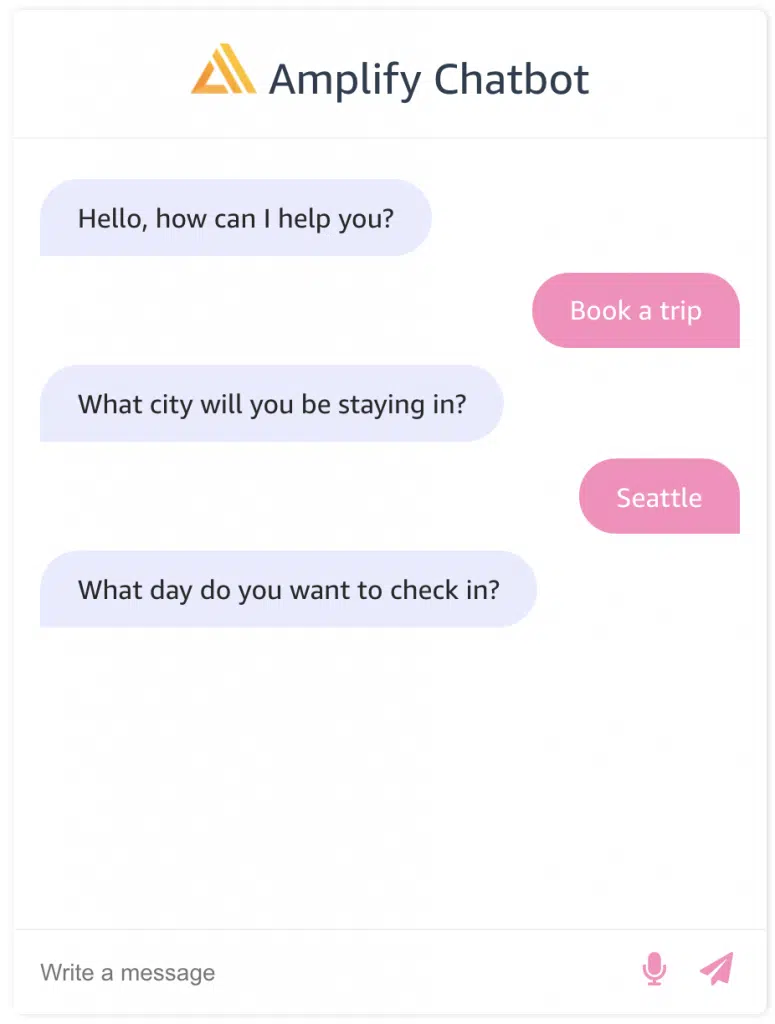 Amplify Chatbot
Hello, how can I help you?
Book a trip
What city will you be staying in?
Seattle
What day do you want to check in?
Write a message